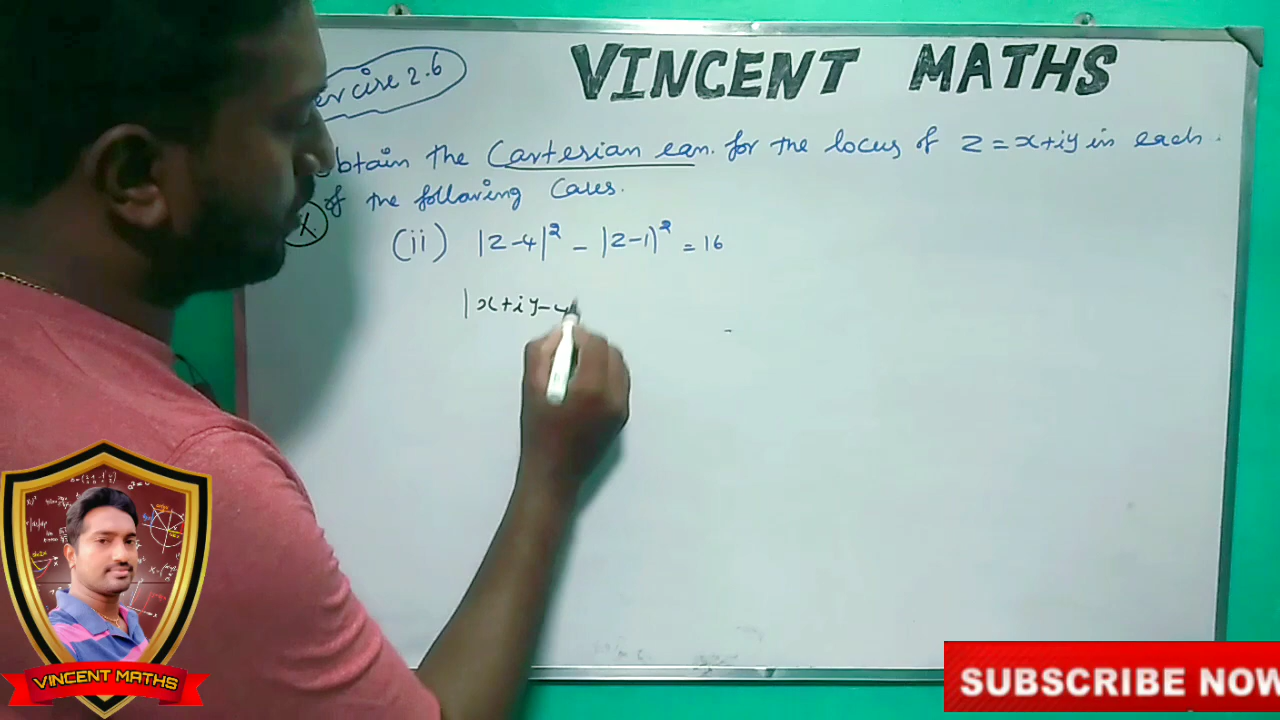 VINCENT MATHS
ercise 2.6
btain the Cartesian eqn. for the locus of z = x+iy in each
of the following Cases.
X.
(ii) |z-4|² - |z-1|² = 16
|x+iy-4
VINCENT MATHS
SUBSCRIBE NOW